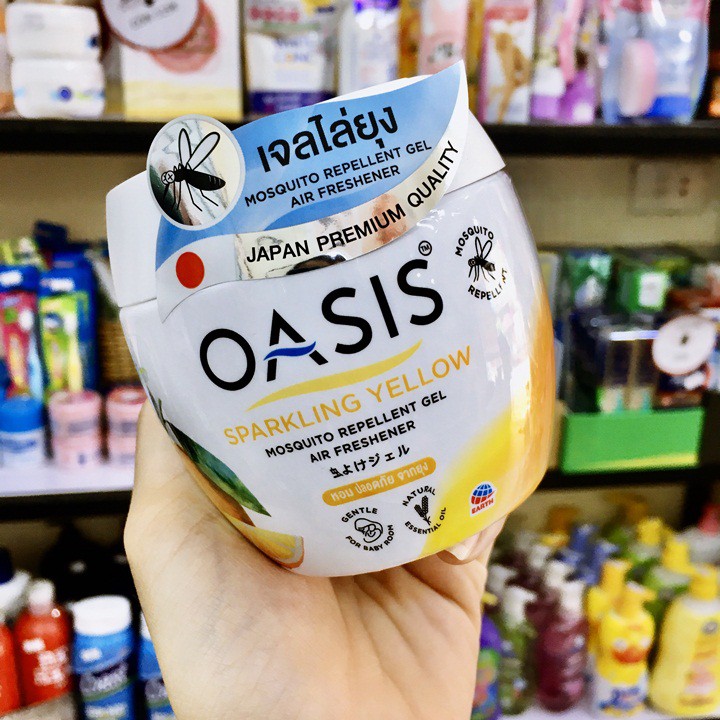 เจลไล่ยุง
MOSQUITO REPELLENT GEL
AIR FRESHENER
JAPAN PREMIUM QUALITY
OASIS™
MOSQUITO
REPELLENT
SPARKLING YELLOW
MOSQUITO REPELLENT GEL
AIR FRESHENER
虫よけジェル
หอม ปลอดภัย จากยุง
GENTLE
FOR BABY ROOM
NATURAL
ESSENTIAL OIL
EARTH